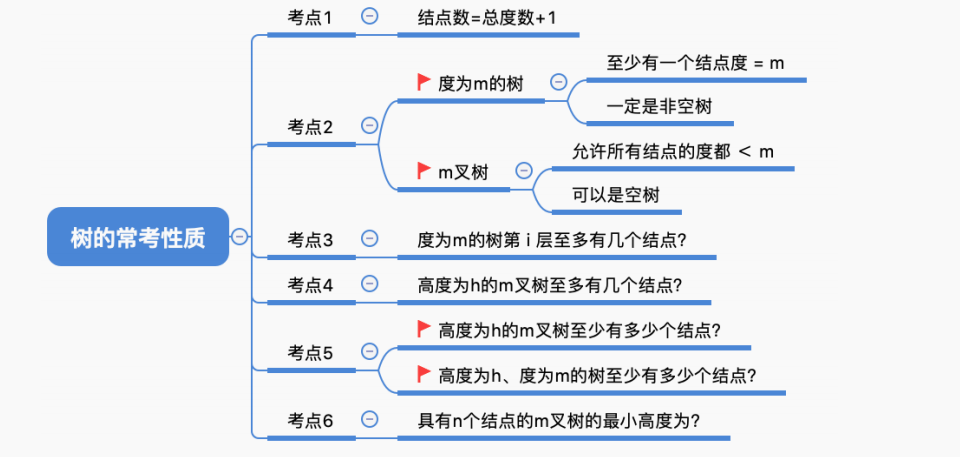 树的常考性质
考点1
结点数=总度数+1
考点2
度为m的树
至少有一个结点度 = m
一定是非空树
m叉树
允许所有结点的度都 < m
可以是空树
考点3
度为m的树第 i 层至多有几个结点?
考点4
高度为h的m叉树至多有几个结点?
考点5
高度为h的m叉树至少有多少个结点?
高度为h、度为m的树至少有多少个结点?
考点6
具有n个结点的m叉树的最小高度为?